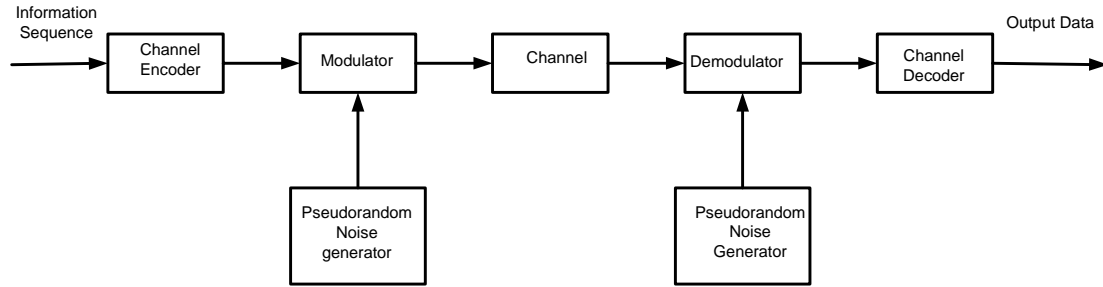 Information
Sequence
Channel
Encoder
Modulator
Channel
Demodulator
Channel
Decoder
Output Data
Pseudorandom
Noise
generator
Pseudorandom
Noise
Generator